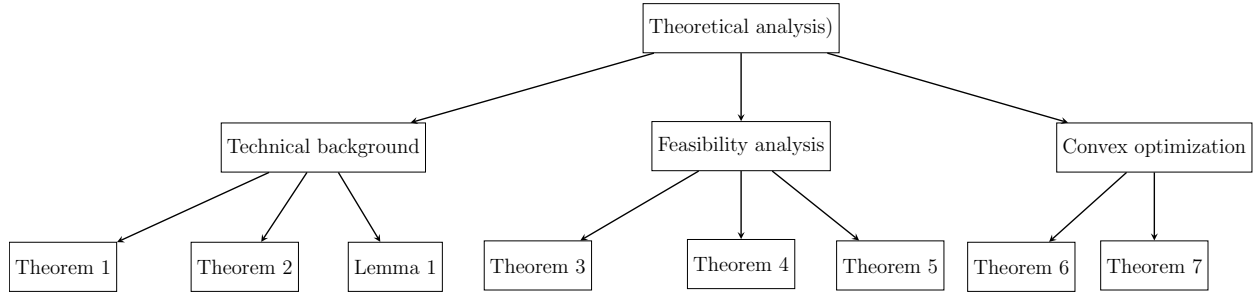 Theoretical analysis)
Technical background
Feasibility analysis
Convex optimization
Theorem 1
Theorem 2
Lemma 1
Theorem 3
Theorem 4
Theorem 5
Theorem 6
Theorem 7